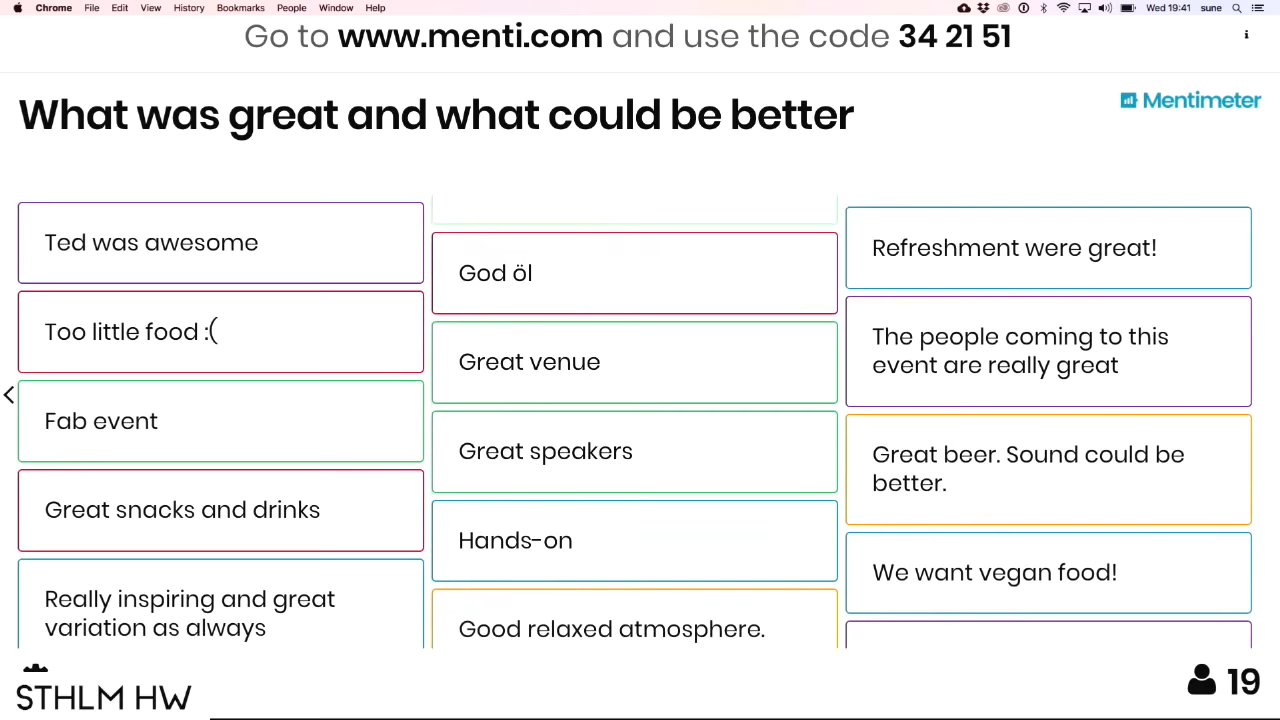 Chrome File Edit View History Bookmarks People Window Help Wed 19:41 sune
Go to www.menti.com and use the code 34 21 51
i
What was great and what could be better
Mentimeter
Ted was awesome
Too little food :(
Fab event
Great snacks and drinks
Really inspiring and great
variation as always
God öl
Great venue
Great speakers
Hands-on
Good relaxed atmosphere.
Refreshment were great!
The people coming to this
event are really great
Great beer. Sound could be
better.
We want vegan food!
STHLM HW
19